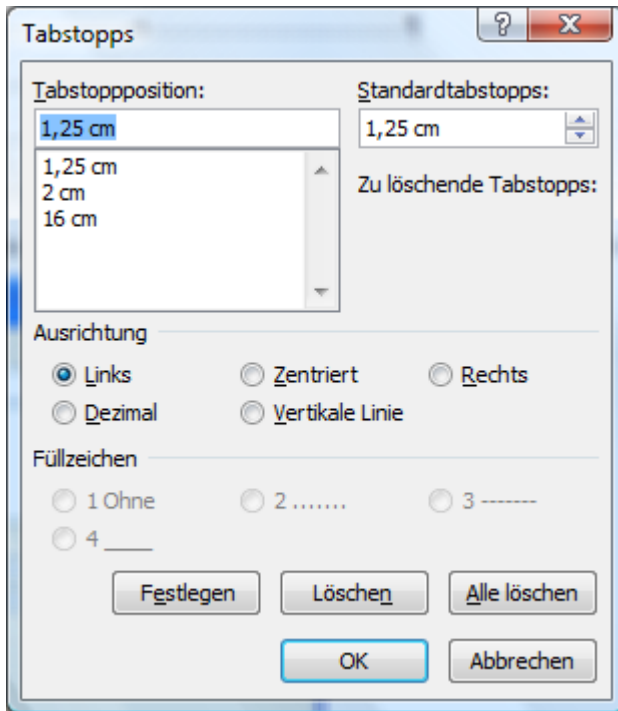 Tabstopps
Tabstoppposition:
Standardtabstopps:
1,25 cm
1,25 cm
1,25 cm
2 cm
16 cm
Zu löschende Tabstopps:
Ausrichtung
Links
Zentriert
Rechts
Dezimal
Vertikale Linie
Füllzeichen
1 Ohne
2 .......
3 -------
4 ____
Festlegen
Löschen
Alle löschen
OK
Abbrechen